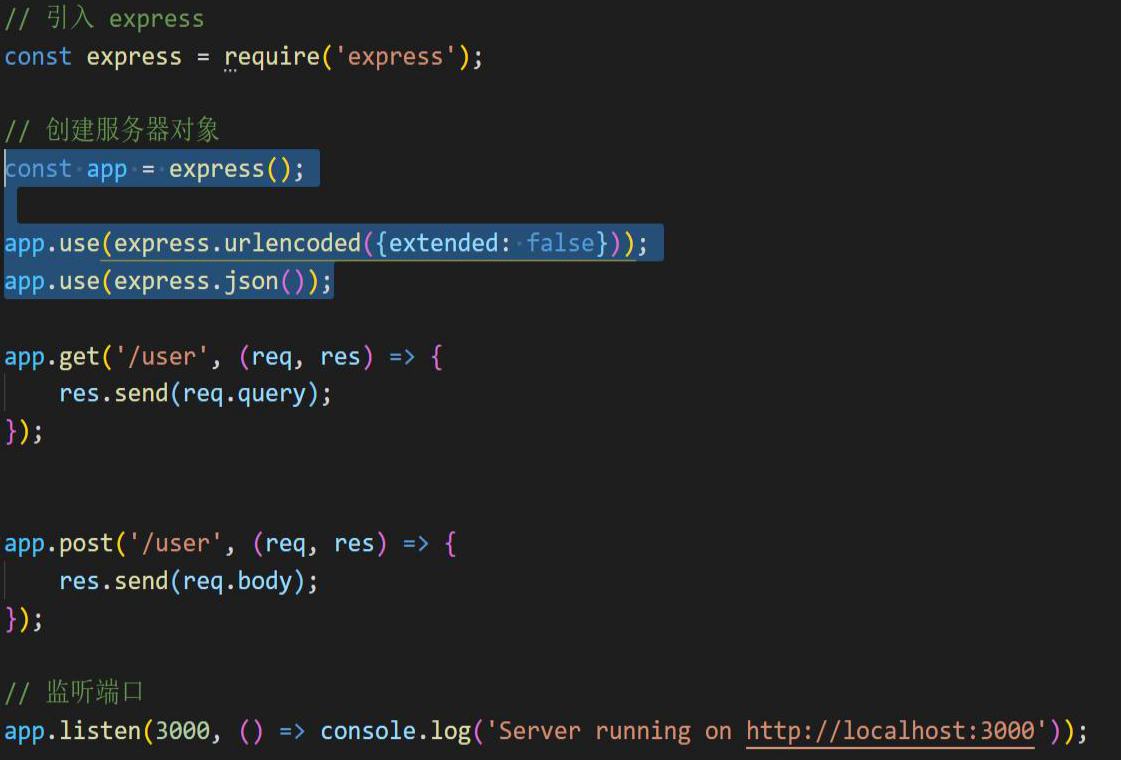 // 引入 express
const express = require('express');
// 创建服务器对象
const app = express();
app.use(express.urlencoded({extended: false}));
app.use(express.json());
app.get('/user', (req, res) => {
    res.send(req.query);
});
app.post('/user', (req, res) => {
    res.send(req.body);
});
// 监听端口
app.listen(3000, () => console.log('Server running on http://localhost:3000'));